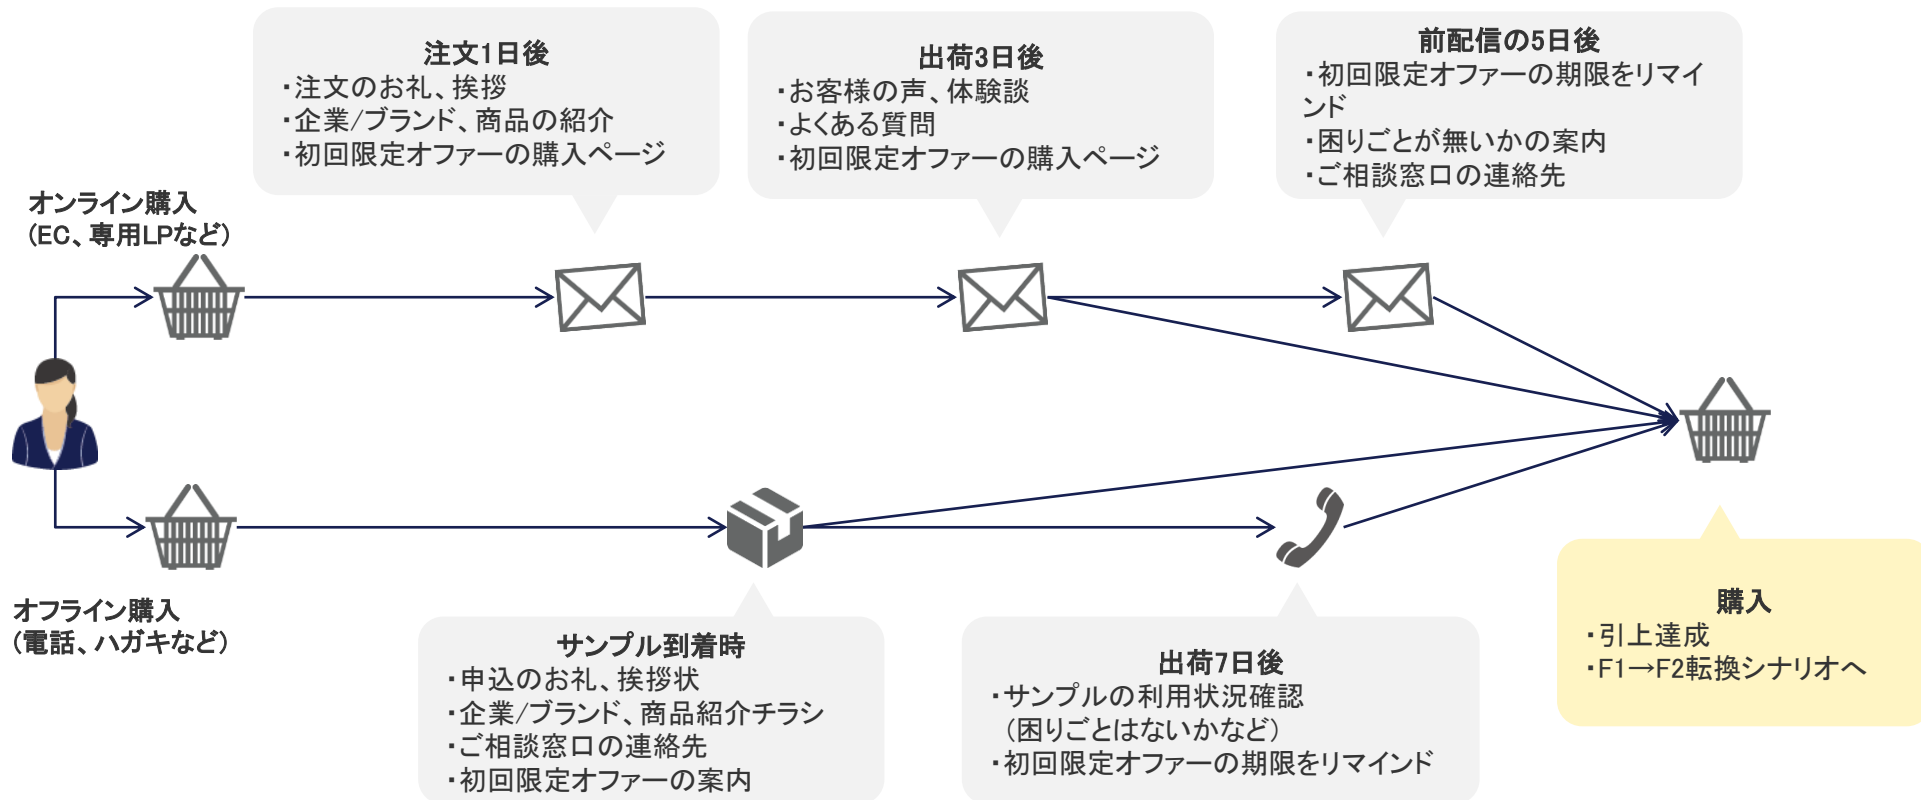 注文1日後
・注文のお礼、挨拶
・企業/ブランド、商品の紹介
・初回限定オファーの購入ページ
出荷3日後
・お客様の声、体験談
・よくある質問
・初回限定オファーの購入ページ
前配信の5日後
・初回限定オファーの期限をリマイ
ンド
・困りごとが無いかの案内
・ご相談窓口の連絡先
オンライン購入
(EC、専用LPなど)
オフライン購入
(電話、ハガキなど)
サンプル到着時
・申込のお礼、挨拶状
・企業/ブランド、商品紹介チラシ
・ご相談窓口の連絡先
・初回限定オファーの案内
出荷7日後
・サンプルの利用状況確認
(困りごとはないかなど)
・初回限定オファーの期限をリマインド
購入
・引上達成
・F1→F2転換シナリオへ